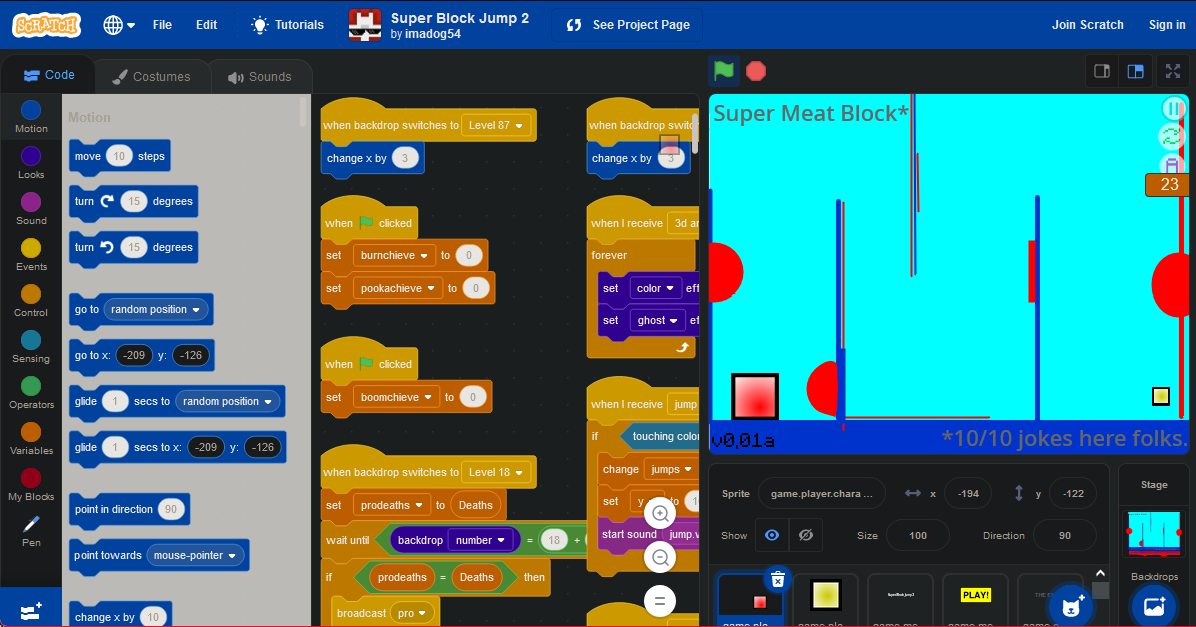 SCRATCH
File
Edit
Tutorials
Super Block Jump 2
by imadog54
See Project Page
Join Scratch
Sign in
Code
Costumes
Sounds
Motion
Looks
Sound
Events
Control
Sensing
Operators
Variables
My Blocks
Pen
Motion
move 10 steps
turn 15 degrees
turn 15 degrees
go to random position
go to x: -209 y: -126
glide 1 secs to random position
glide 1 secs to x: -209 y: -126
point in direction 90
point towards mouse-pointer
change x by 10
when backdrop switches to Level 87
change x by 3
when clicked
set burnchieve to 0
set pookachieve to 0
when clicked
set boomchieve to 0
when backdrop switches to Level 18
set prodeaths to Deaths
wait until backdrop number = 18 +
if prodeaths = Deaths then
broadcast pro
when backdrop
change x by 3
when I receive 3d
forever
set color
set ghost
when I receive jump
if touching
change jumps
set y to
start sound jump
Super Meat Block*
23
v0,01a
*10/10 jokes here folks.
Sprite game.player.chara ... x -194 y -122
Show Size 100 Direction 90
Stage
Backdrops
PLAY!